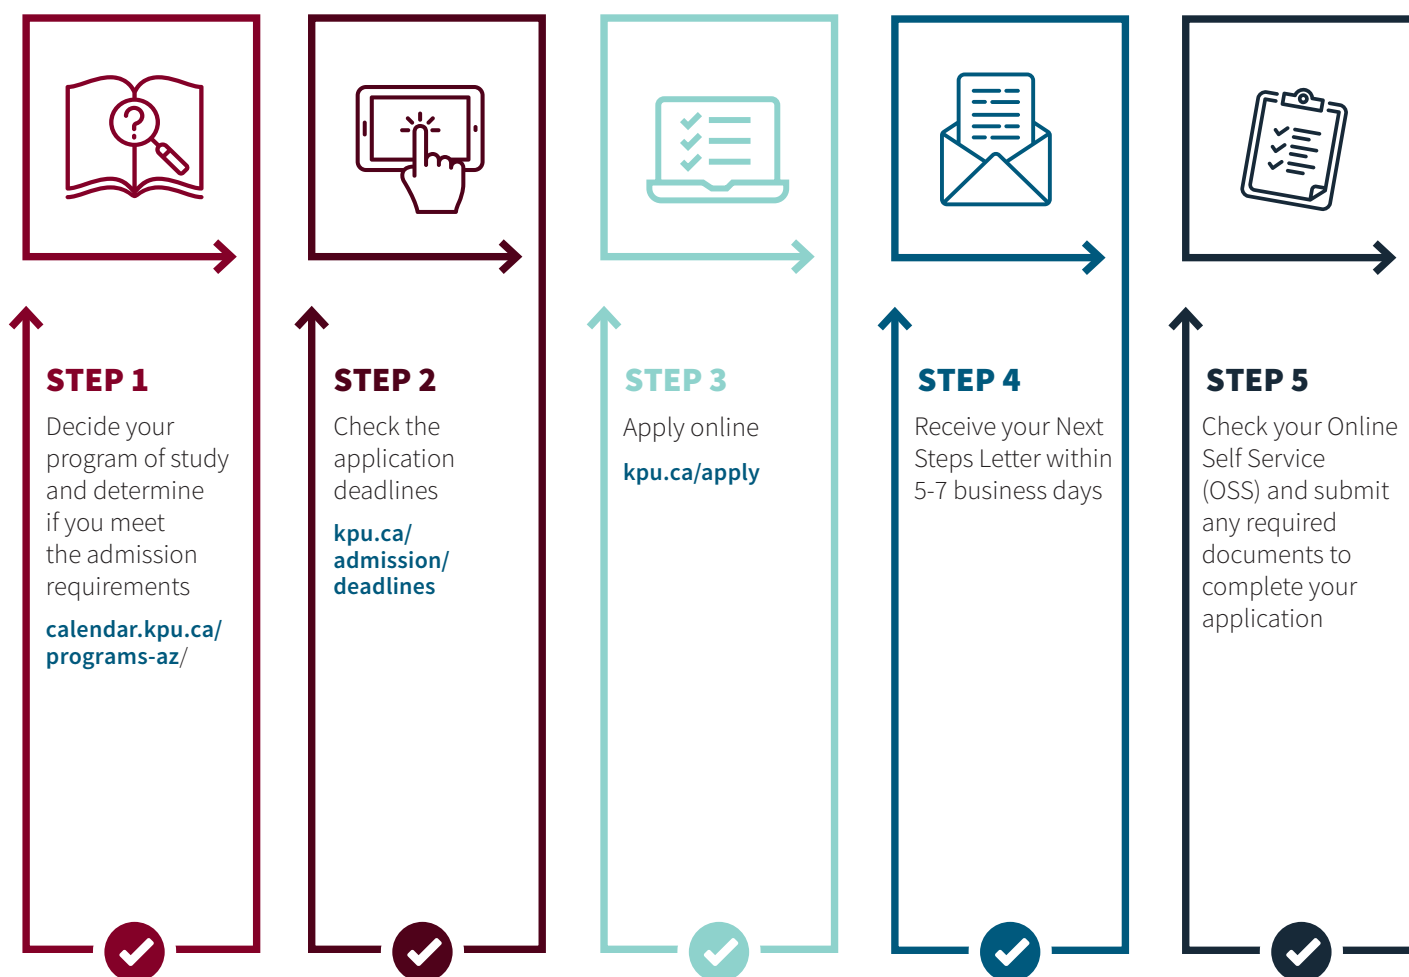 STEP 1
Decide your
program of study
and determine
if you meet
the admission
requirements
calendar.kpu.ca/
programs-az/
STEP 2
Check the
application
deadlines
kpu.ca/
admission/
deadlines
STEP 3
Apply online
kpu.ca/apply
STEP 4
Receive your Next
Steps Letter within
5-7 business days
STEP 5
Check your Online
Self Service
(OSS) and submit
any required
documents to
complete your
application